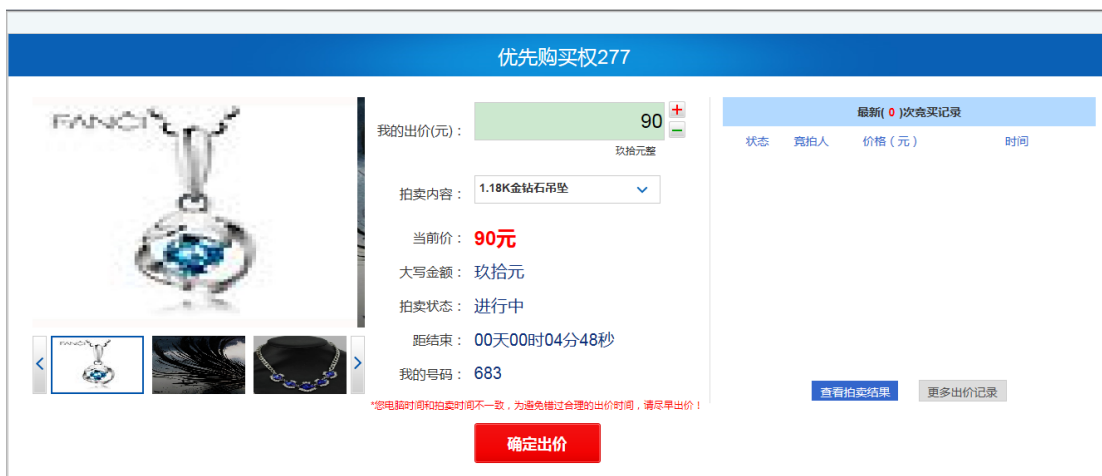 优先购买权277
FANCI
我的出价(元)：
90
+
−
玖拾元整
拍卖内容：
1.18K金钻石吊坠
当前价：
90元
大写金额：
玖拾元
拍卖状态：
进行中
距结束：
00天00时04分48秒
我的号码：
683
*您电脑时间和拍卖时间不一致，为避免错过合理的出价时间，请尽早出价！
确定出价
最新( 0 )次竞买记录
状态 竞拍人 价格（元） 时间
查看拍卖结果
更多出价记录